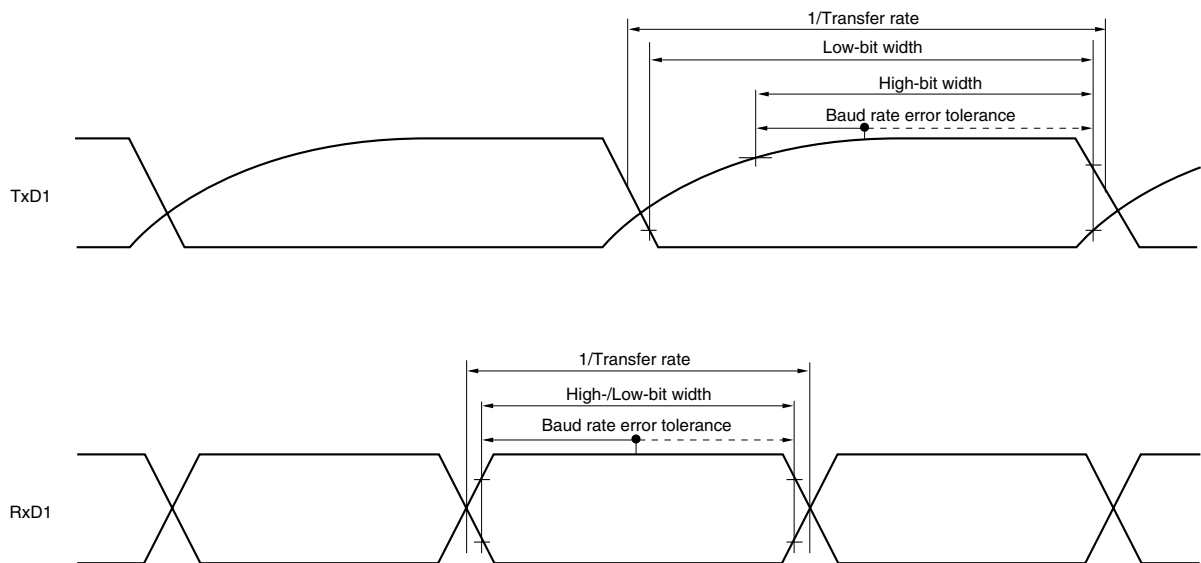 1/Transfer rate
Low-bit width
High-bit width
Baud rate error tolerance
TxD1
1/Transfer rate
High-/Low-bit width
Baud rate error tolerance
RxD1